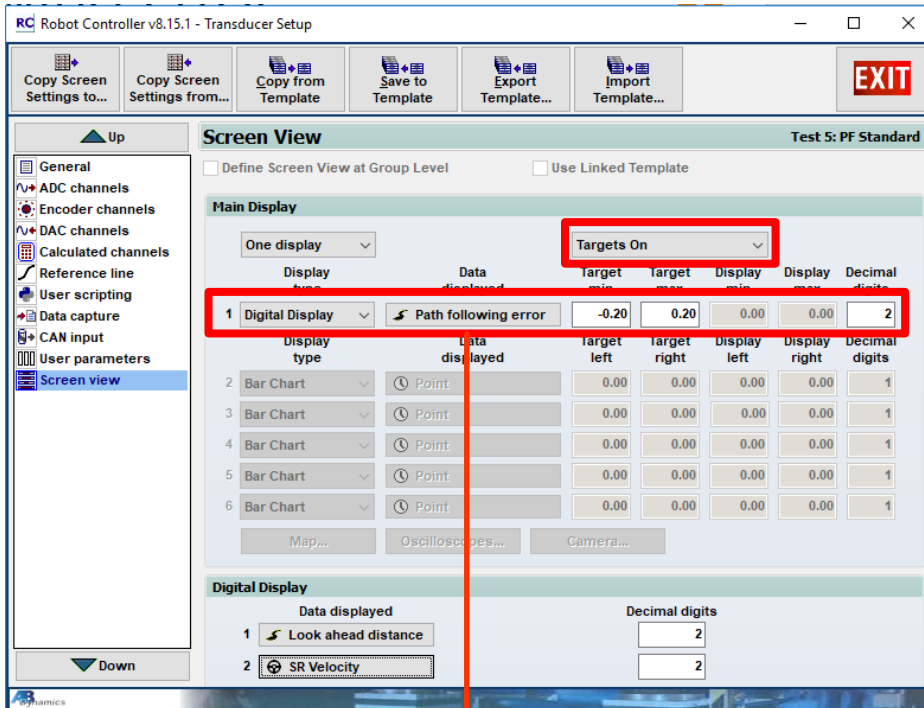 RC Robot Controller v8.15.1 - Transducer Setup
Copy Screen Settings to...
Copy Screen Settings from...
Copy from Template
Save to Template
Export Template...
Import Template...
EXIT
Up
Screen View
Test 5: PF Standard
General
ADC channels
Encoder channels
DAC channels
Calculated channels
Reference line
User scripting
Data capture
CAN input
User parameters
Screen view
Down
Define Screen View at Group Level
Use Linked Template
Main Display
One display
Targets On
Display type Data displayed Target min Target max Display min Display max Decimal digits
1 Digital Display Path following error -0.20 0.20 0.00 0.00 2
Display type Data displayed Target left Target right Display left Display right Decimal digits
2 Bar Chart Point 0.00 0.00 0.00 0.00 1
3 Bar Chart Point 0.00 0.00 0.00 0.00 1
4 Bar Chart Point 0.00 0.00 0.00 0.00 1
5 Bar Chart Point 0.00 0.00 0.00 0.00 1
6 Bar Chart Point 0.00 0.00 0.00 0.00 1
Map... Oscilloscopes... Camera...
Digital Display
Data displayed Decimal digits
1 Look ahead distance 2
2 SR Velocity 2
AB Dynamics